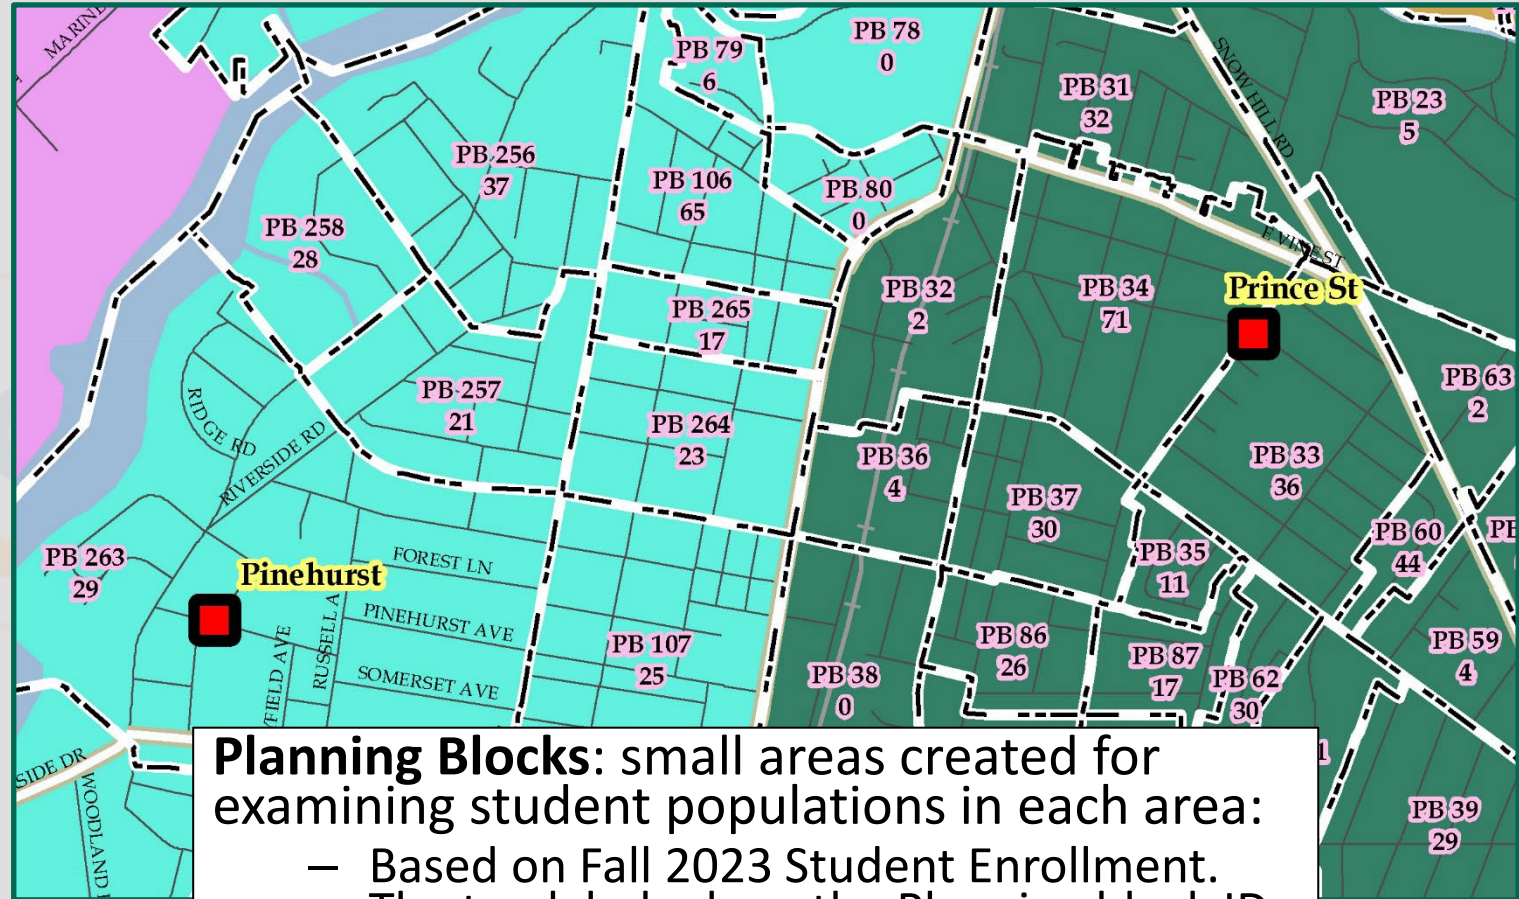 MARINE
PB 79
6
PB 78
0
PB 31
32
SNOW HILL RD
PB 23
5
PB 256
37
PB 106
65
PB 80
0
PB 258
28
E VINE ST
PB 32
2
PB 34
71
Prince St
PB 265
17
PB 257
21
PB 63
2
RIDGE RD
RIVERSIDE RD
PB 264
23
PB 36
4
PB 33
36
PB 37
30
PB 60
44
PB 35
11
PB 263
29
Pinehurst
FOREST LN
PINEHURST AVE
RUSSELL A
YFIELD AVE
SOMERSET AVE
PB 107
25
PB 86
26
PB 87
17
PB 59
4
PB 38
0
PB 62
30
SIDE DR
WOODLAND
1
PB 39
29
Planning Blocks: small areas created for
examining student populations in each area:
– Based on Fall 2023 Student Enrollment.